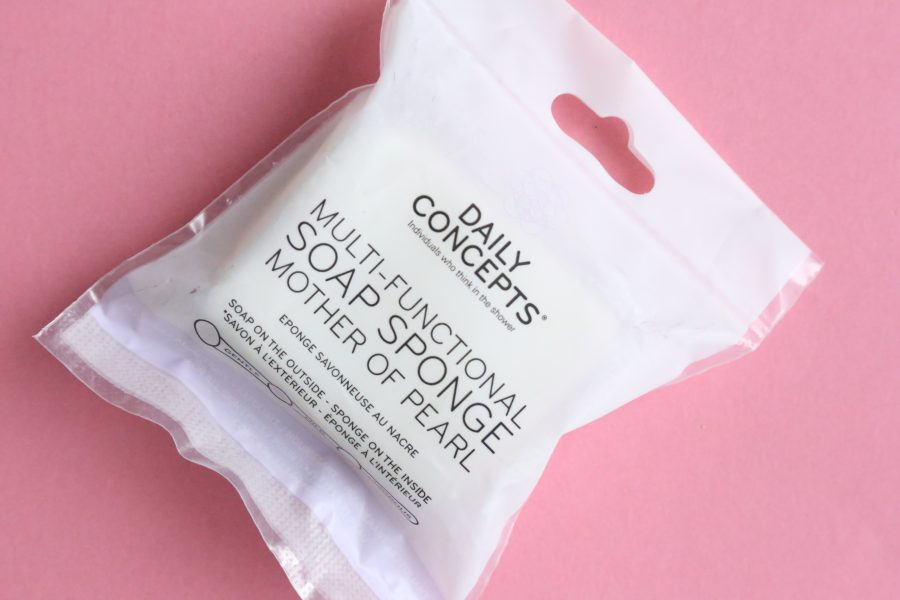 DAILY
CONCEPTS®
Individuals who think in the shower
MULTI-FUNCTIONAL
SOAP SPONGE
MOTHER OF PEARL
EPONGE SAVONNEUSE AU NACRE
SOAP ON THE OUTSIDE - SPONGE ON THE INSIDE
*SAVON À L'EXTÉRIEUR - ÉPONGE À L'INTÉRIEUR
GENTLE